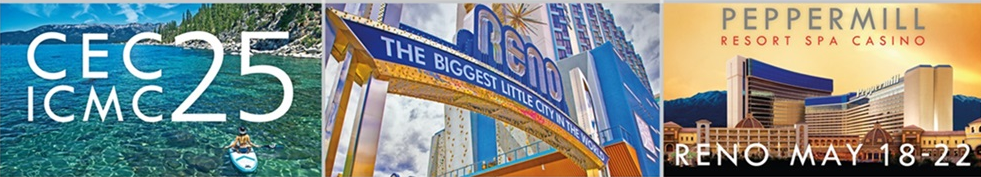 CEC
ICMC
25
Reno
THE BIGGEST LITTLE CITY IN THE WORLD
PEPPERMILL
RESORT SPA CASINO
Peppermill
RENO MAY 18-22